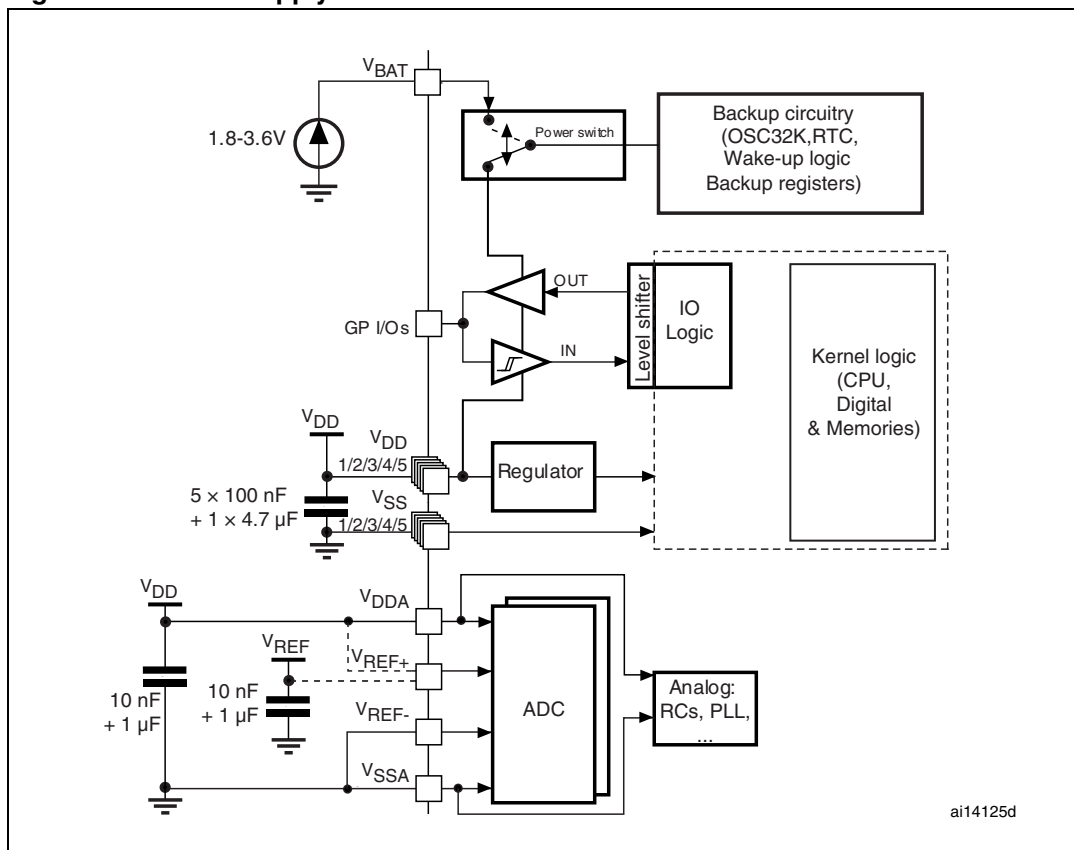 VBAT
1.8-3.6V
Power switch
Backup circuitry
(OSC32K,RTC,
Wake-up logic
Backup registers)
OUT
GP I/Os
IN
Level shifter
IO
Logic
Kernel logic
(CPU,
Digital
& Memories)
VDD
VDD
1/2/3/4/5
Regulator
5 × 100 nF
+ 1 × 4.7 µF
VSS
1/2/3/4/5
VDD
VDDA
VREF
VREF+
10 nF
+ 1 µF
10 nF
+ 1 µF
VREF-
ADC
Analog:
RCs, PLL,
...
VSSA
ai14125d